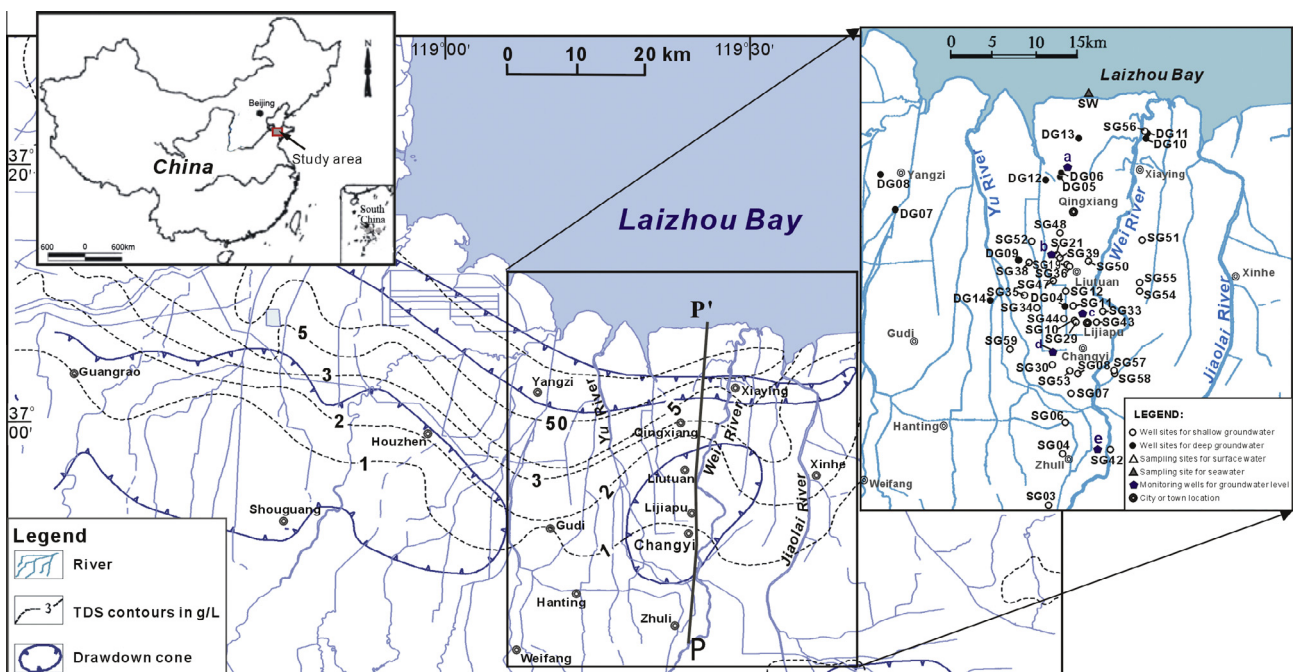 Beijing
China
Study area
South
China
Sea
600 0 600km
N
119° 00'
119° 30'
0 10 20 km
37°
20'
37°
00'
Laizhou Bay
P'
P
5
3
2
1
50
5
3
2
1
Guangrao
Houzhen
Shouguang
Yangzi
Yu River
Xiaying
Qingxiang
Wei River
Liutuan
Xinhe
Lijiapu
Gudi
Changyi
Jiaolai River
Hanting
Zhuli
Weifang
Legend
River
3
TDS contours in g/L
Drawdown cone
0 5 10 15km
Laizhou Bay
SW
SG56
DG11
DG10
DG13
a
Xiaying
DG06
DG05
DG12
Yangzi
DG08
DG07
Yu River
Qingxiang
Wei River
SG48
SG52
SG21
SG51
b
SG39
DG09
SG19
SG50
SG38
SG36
Liutuan
SG47
SG55
SG54
Xinhe
SG35
SG12
DG14
DG04
SG11
SG33
SG34
c
SG44
SG43
SG10
Lijiapu
SG29
Gudi
d
SG59
Changyi
SG30
SG08
SG57
SG53
SG58
SG07
Jiaolai River
SG06
Hanting
SG04
e
Zhuli
SG42
Weifang
SG03
LEGEND:
Well sites for shallow groundwater
Well sites for deep groundwater
Sampling sites for surface water
Sampling site for seawater
Monitoring wells for groundwater level
City or town location